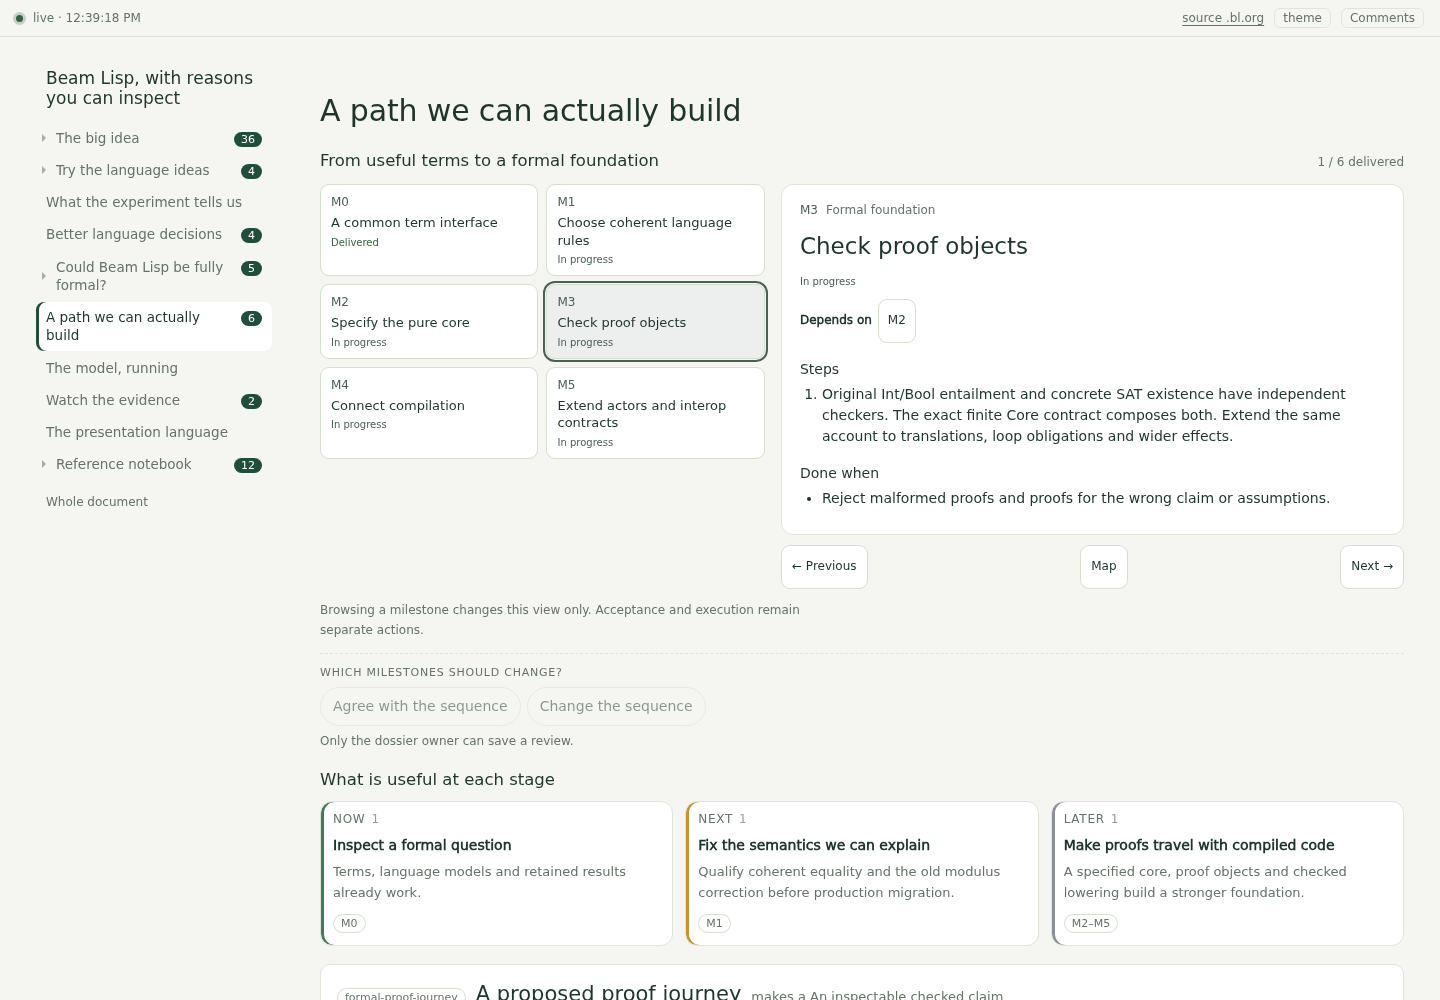 live · 12:39:18 PM
source .bl.org
theme
Comments
Beam Lisp, with reasons
you can inspect
The big idea 36
Try the language ideas 4
What the experiment tells us
Better language decisions 4
Could Beam Lisp be fully
formal? 5
A path we can actually
build 6
The model, running
Watch the evidence 2
The presentation language
Reference notebook 12
Whole document
A path we can actually build
From useful terms to a formal foundation
1 / 6 delivered
M0
A common term interface
Delivered
M1
Choose coherent language
rules
In progress
M2
Specify the pure core
In progress
M3
Check proof objects
In progress
M4
Connect compilation
In progress
M5
Extend actors and interop
contracts
In progress
M3 Formal foundation
Check proof objects
In progress
Depends on M2
Steps
1. Original Int/Bool entailment and concrete SAT existence have independent
checkers. The exact finite Core contract composes both. Extend the same
account to translations, loop obligations and wider effects.
Done when
• Reject malformed proofs and proofs for the wrong claim or assumptions.
← Previous
Map
Next →
Browsing a milestone changes this view only. Acceptance and execution remain
separate actions.
WHICH MILESTONES SHOULD CHANGE?
Agree with the sequence
Change the sequence
Only the dossier owner can save a review.
What is useful at each stage
NOW 1
Inspect a formal question
Terms, language models and retained results
already work.
M0
NEXT 1
Fix the semantics we can explain
Qualify coherent equality and the old modulus
correction before production migration.
M1
LATER 1
Make proofs travel with compiled code
A specified core, proof objects and checked
lowering build a stronger foundation.
M2–M5
formal-proof-journey A proposed proof journey makes a An inspectable checked claim